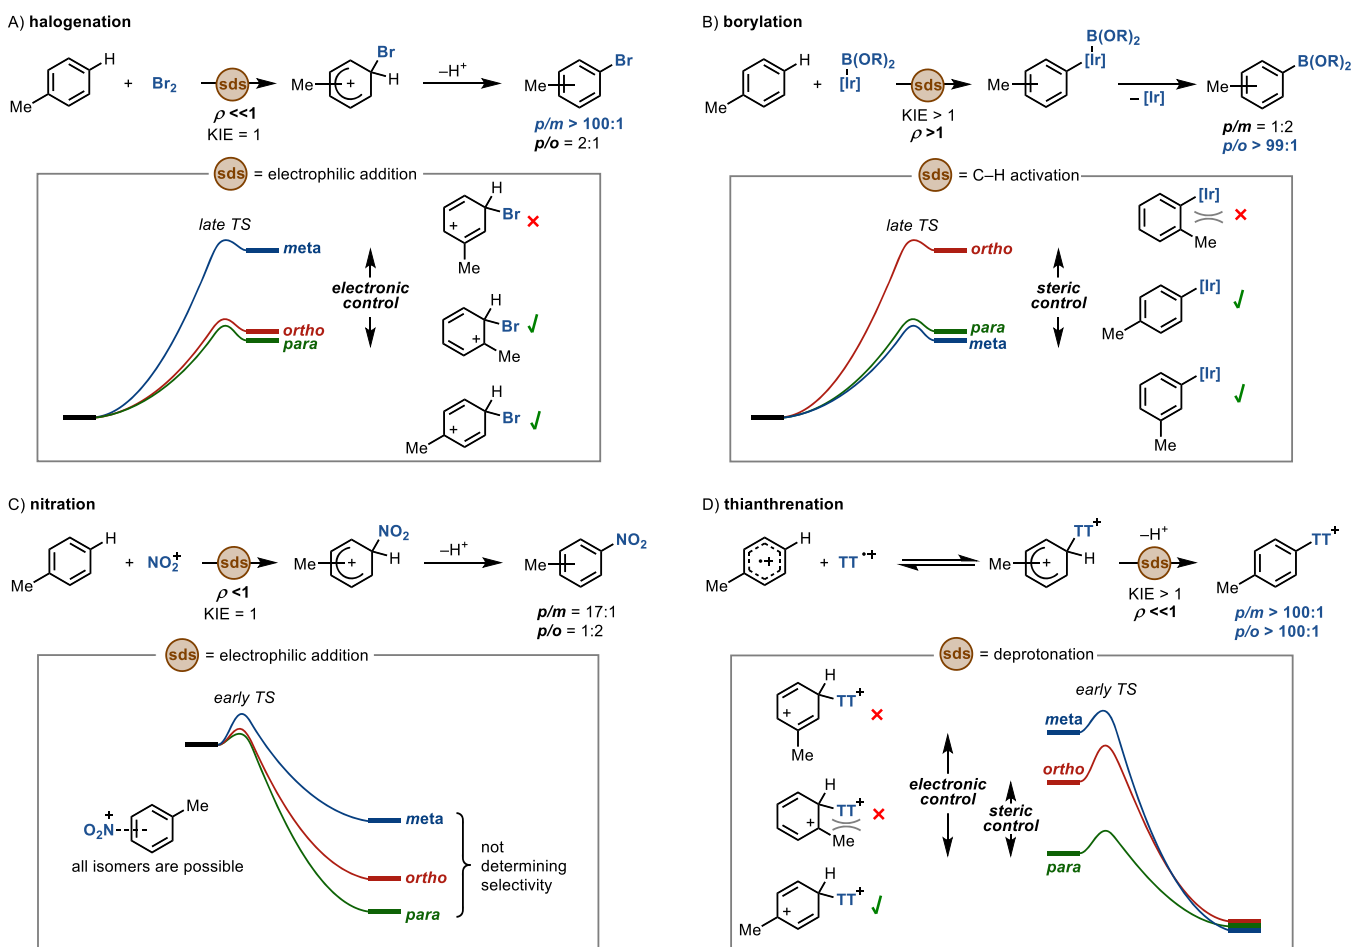 A) halogenation
H
Me
+ Br₂
sds
ρ <<1
KIE = 1
Br
H
Me
+
–H⁺
Br
Me
p/m > 100:1
p/o = 2:1
sds = electrophilic addition
late TS
meta
ortho
para
electronic
control
H
Br
+
Me
H
Br
+
Me
H
Br
+
Me
B) borylation
H
Me
+
B(OR)₂
[Ir]
sds
KIE > 1
ρ >1
B(OR)₂
[Ir]
Me
– [Ir]
B(OR)₂
Me
p/m = 1:2
p/o > 99:1
sds = C–H activation
late TS
ortho
para
meta
steric
control
[Ir]
Me
[Ir]
Me
[Ir]
Me
C) nitration
H
Me
+ NO₂⁺
sds
ρ <1
KIE = 1
NO₂
H
Me
+
–H⁺
NO₂
Me
p/m = 17:1
p/o = 1:2
sds = electrophilic addition
early TS
meta
ortho
para
not
determining
selectivity
Me
O₂N⁺
all isomers are possible
D) thianthrenation
H
Me
•+
+ TT•⁺
TT⁺
H
Me
+
–H⁺
sds
KIE > 1
ρ <<1
TT⁺
Me
p/m > 100:1
p/o > 100:1
sds = deprotonation
early TS
meta
ortho
para
electronic
control
steric
control
H
TT⁺
+
Me
H
TT⁺
+
Me
H
TT⁺
+
Me